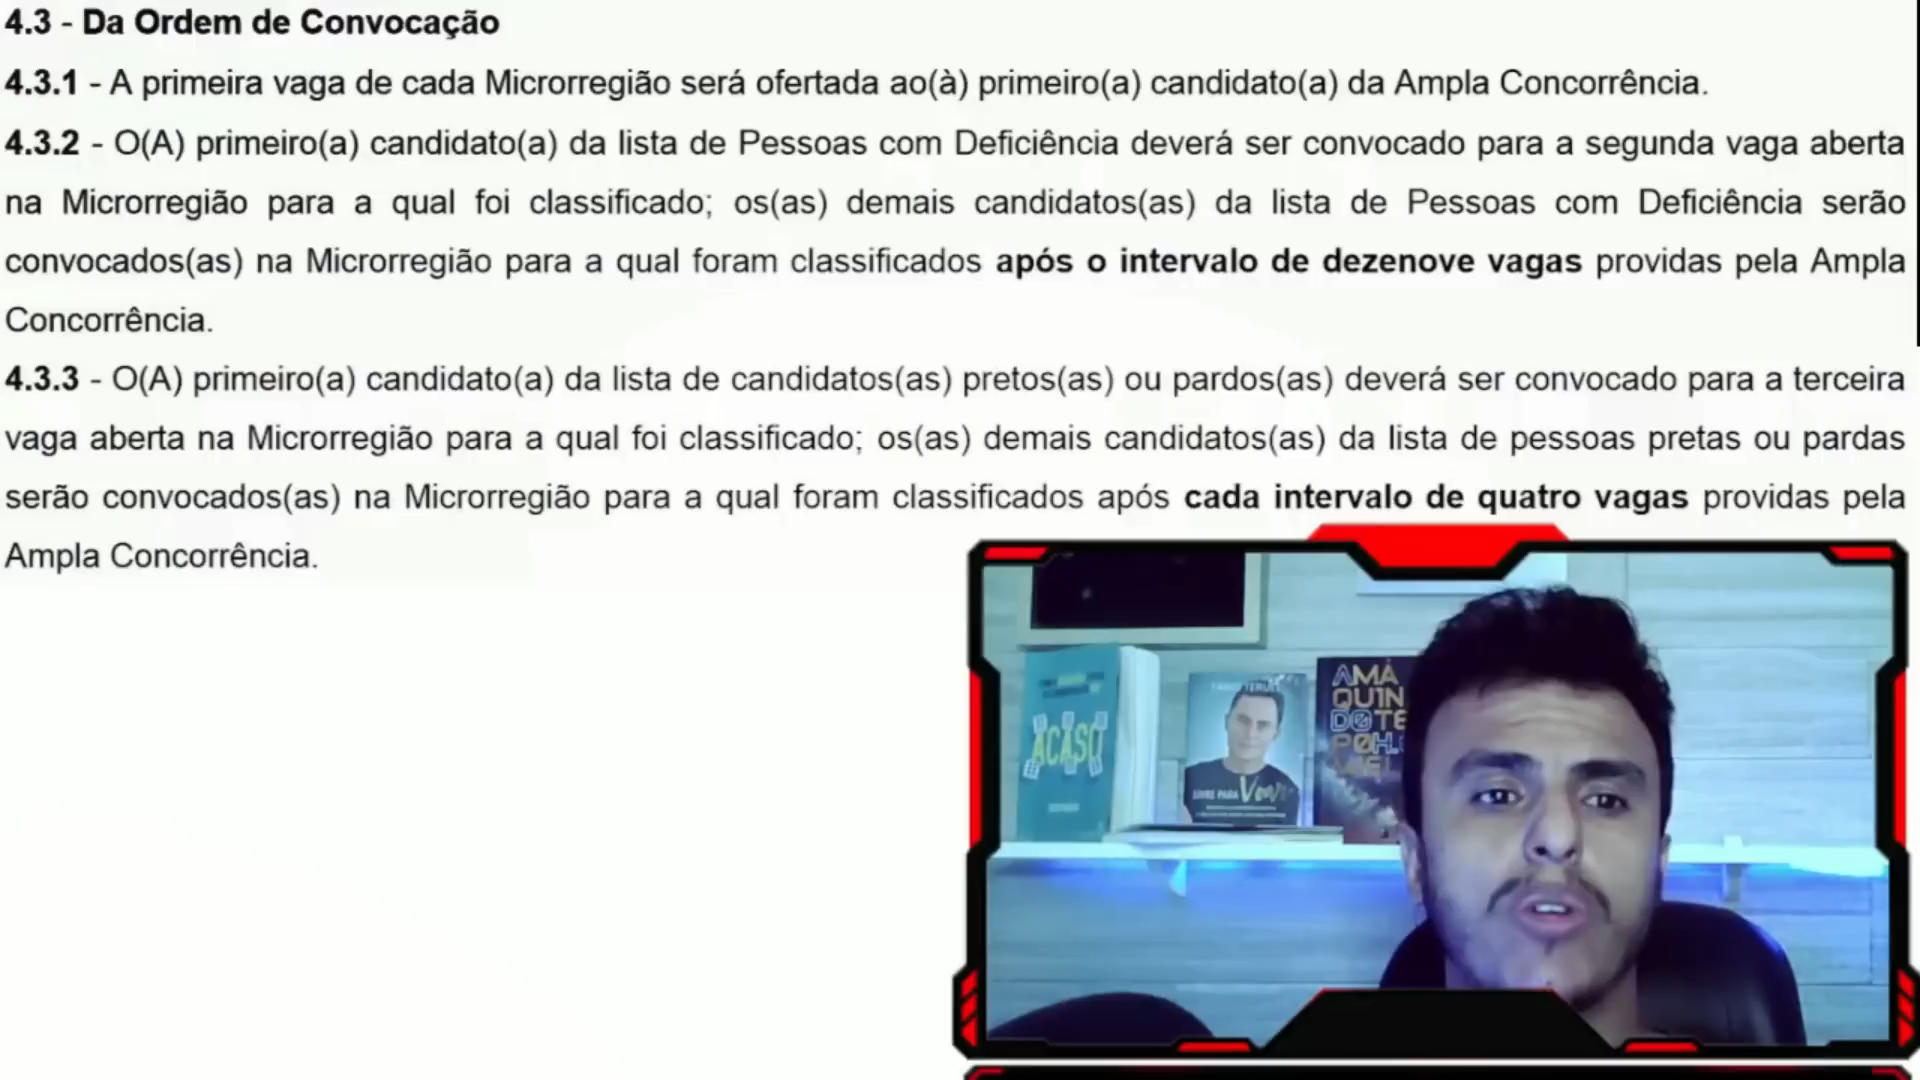 4.3 - Da Ordem de Convocação
4.3.1 - A primeira vaga de cada Microrregião será ofertada ao(à) primeiro(a) candidato(a) da Ampla Concorrência.
4.3.2 - O(A) primeiro(a) candidato(a) da lista de Pessoas com Deficiência deverá ser convocado para a segunda vaga aberta
na Microrregião para a qual foi classificado; os(as) demais candidatos(as) da lista de Pessoas com Deficiência serão
convocados(as) na Microrregião para a qual foram classificados após o intervalo de dezenove vagas providas pela Ampla
Concorrência.
4.3.3 - O(A) primeiro(a) candidato(a) da lista de candidatos(as) pretos(as) ou pardos(as) deverá ser convocado para a terceira
vaga aberta na Microrregião para a qual foi classificado; os(as) demais candidatos(as) da lista de pessoas pretas ou pardas
serão convocados(as) na Microrregião para a qual foram classificados após cada intervalo de quatro vagas providas pela
Ampla Concorrência.
ACASO
LIVRE PARA
Voar
AMÁ
QUIN
DOTE
PO H.